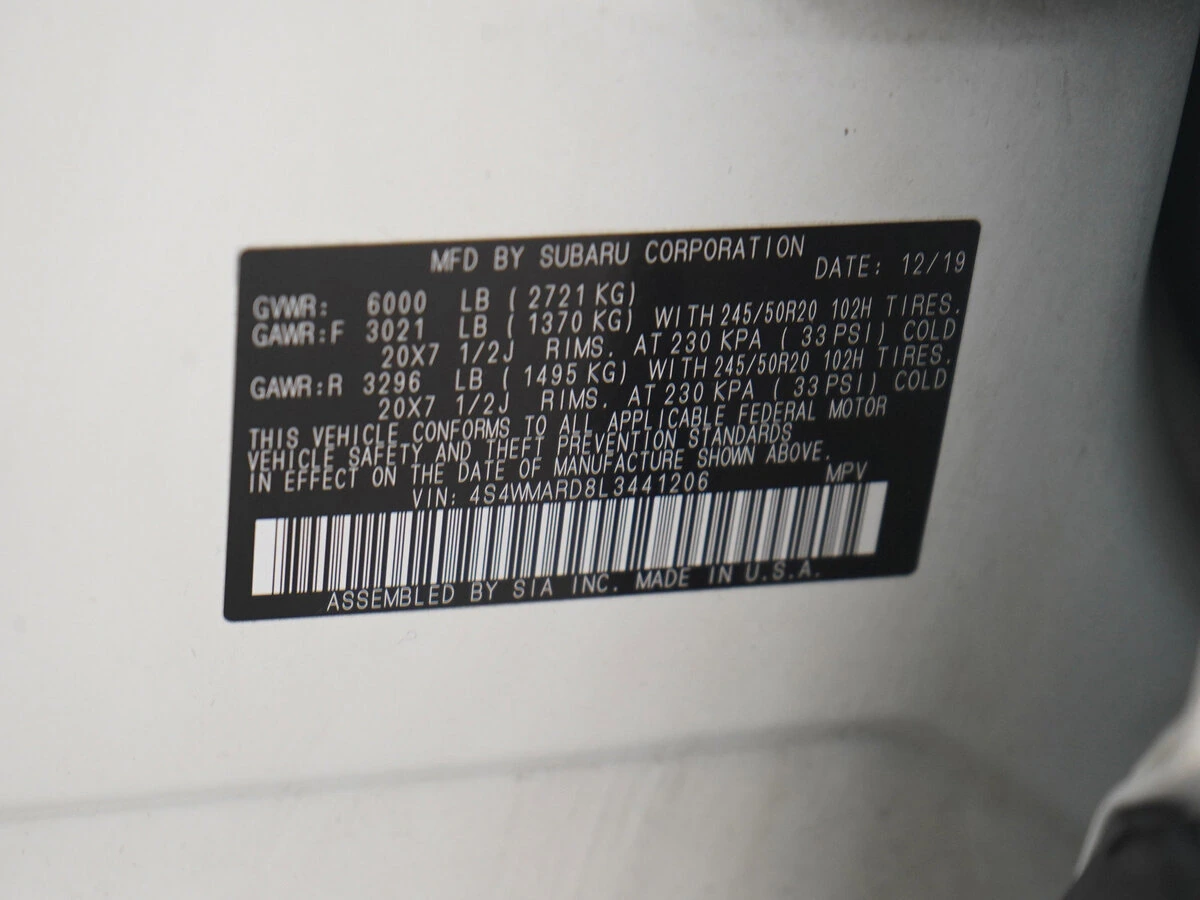 MFD BY SUBARU CORPORATION
DATE: 12/19
GVWR: 6000 LB ( 2721 KG)
GAWR:F 3021 LB ( 1370 KG) WITH 245/50R20 102H TIRES.
20X7 1/2J RIMS. AT 230 KPA ( 33 PSI) COLD
GAWR:R 3296 LB ( 1495 KG) WITH 245/50R20 102H TIRES.
20X7 1/2J RIMS. AT 230 KPA ( 33 PSI) COLD
THIS VEHICLE CONFORMS TO ALL APPLICABLE FEDERAL MOTOR
VEHICLE SAFETY AND THEFT PREVENTION STANDARDS
IN EFFECT ON THE DATE OF MANUFACTURE SHOWN ABOVE.
VIN: 4S4WMARD8L3441206 MPV
ASSEMBLED BY SIA INC. MADE IN U.S.A.